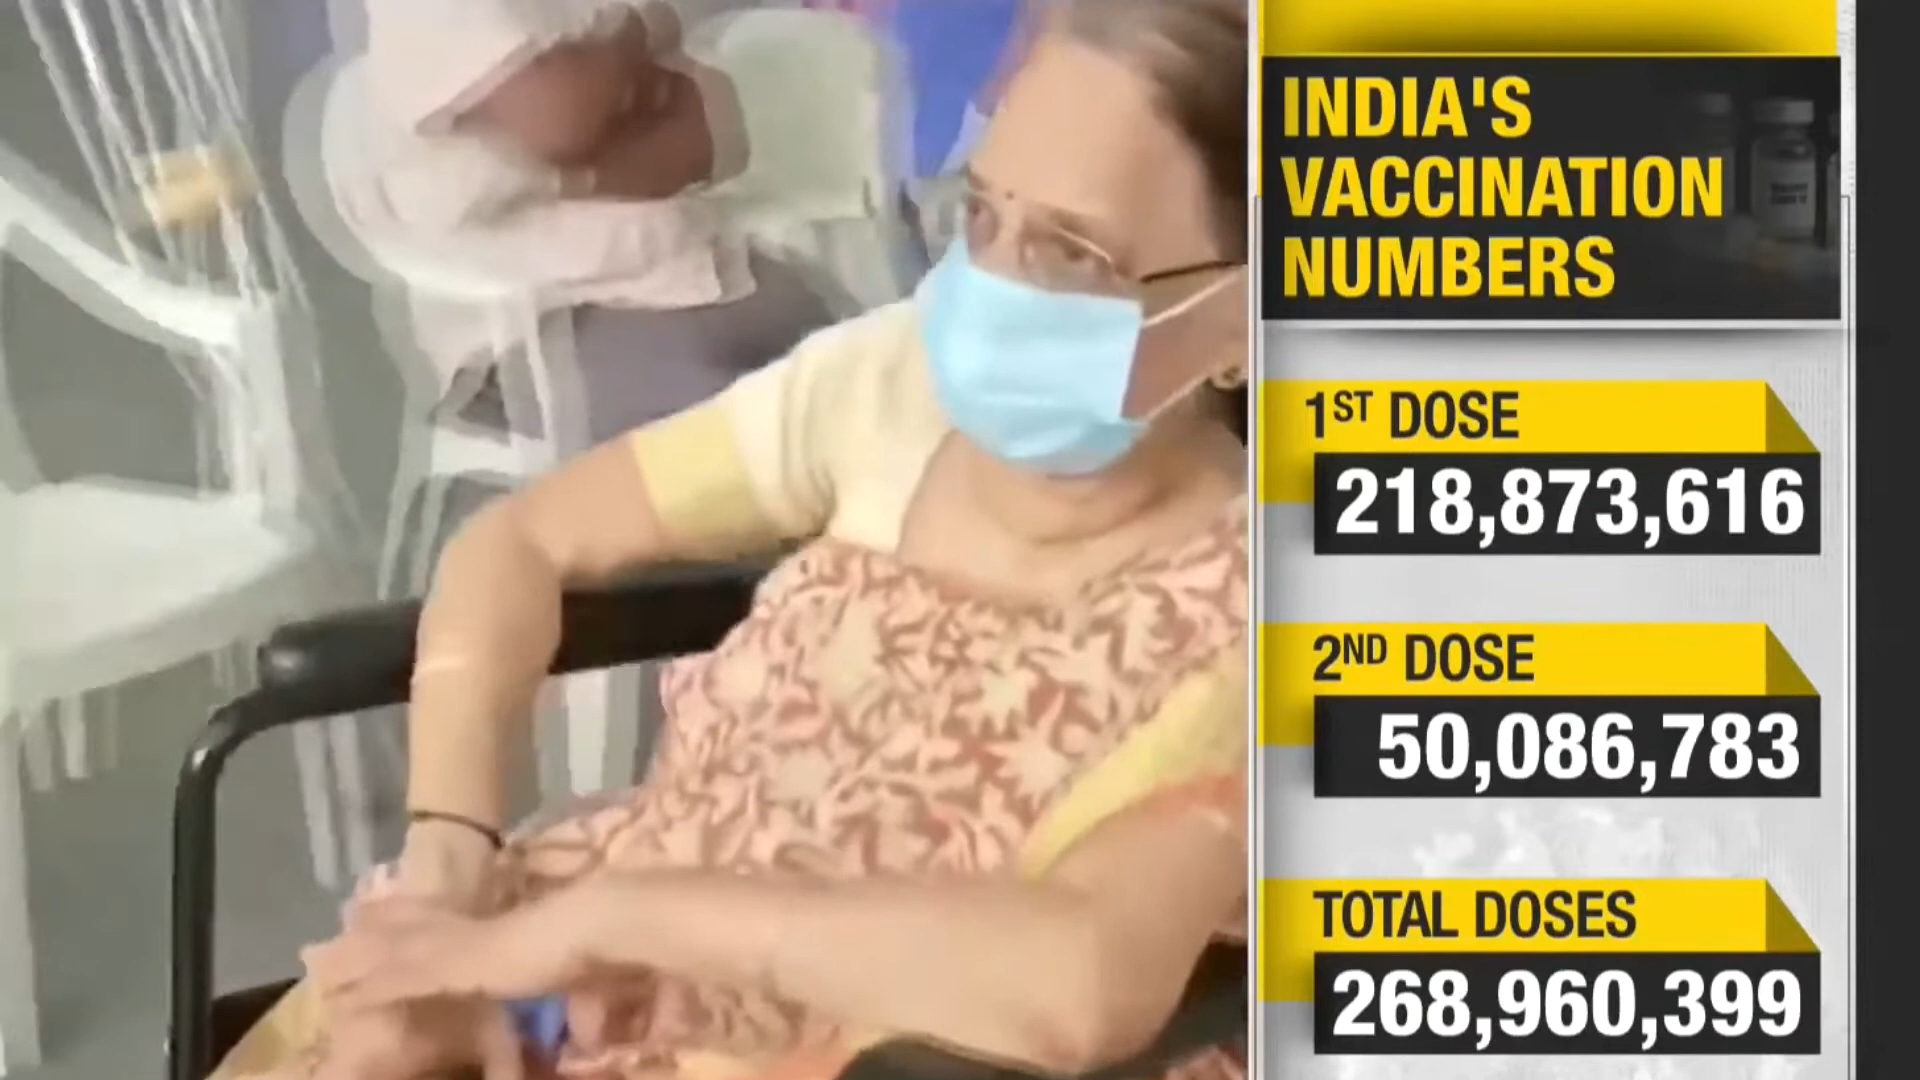 INDIA'S
VACCINATION
NUMBERS
1ST DOSE
218,873,616
2ND DOSE
50,086,783
TOTAL DOSES
268,960,399